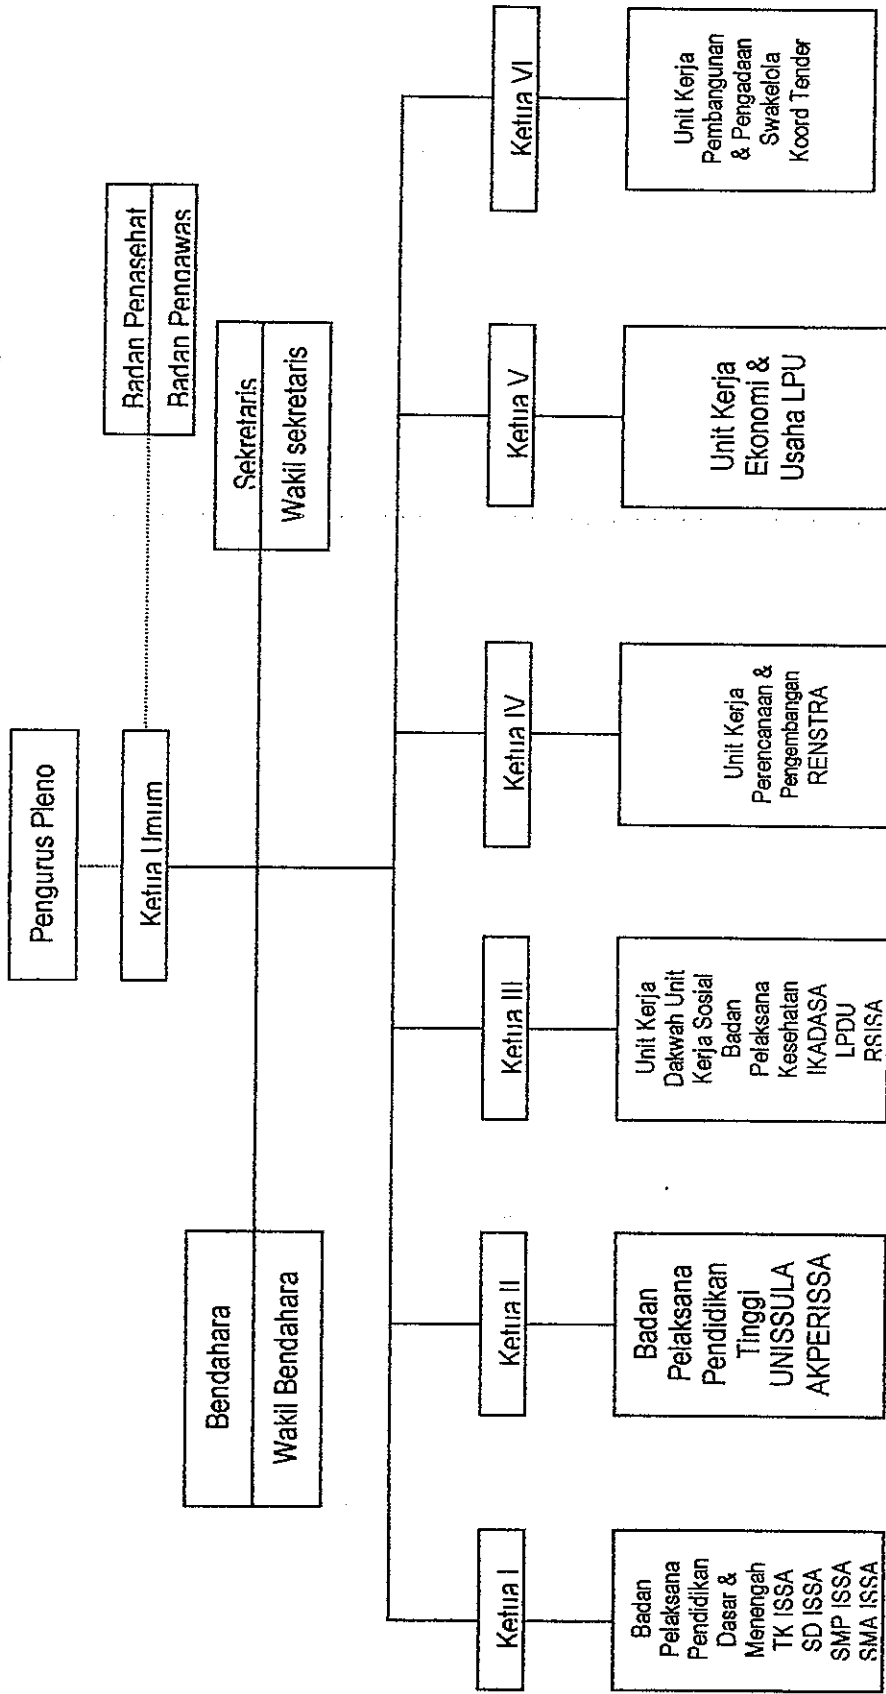 Pengurus Pleno
Ketua Umum
Badan Penasehat
Badan Pengawas
Sekretaris
Wakil sekretaris
Bendahara
Wakil Bendahara
Ketua I
Ketua II
Ketua III
Ketua IV
Ketua V
Ketua VI
Badan
Pelaksana
Pendidikan
Dasar &
Menengah
TK ISSA
SD ISSA
SMP ISSA
SMA ISSA
Badan
Pelaksana
Pendidikan
Tinggi
UNISSULA
AKPERISSA
Unit Kerja
Dakwah Unit
Kerja Sosial
Badan
Pelaksana
Kesehatan
IKADASA
LPDU
RSISA
Unit Kerja
Perencanaan &
Pengembangan
RENSTRA
Unit Kerja
Ekonomi &
Usaha LPU
Unit Kerja
Pembangunan
& Pengadaan
Swakelola
Koord Tender